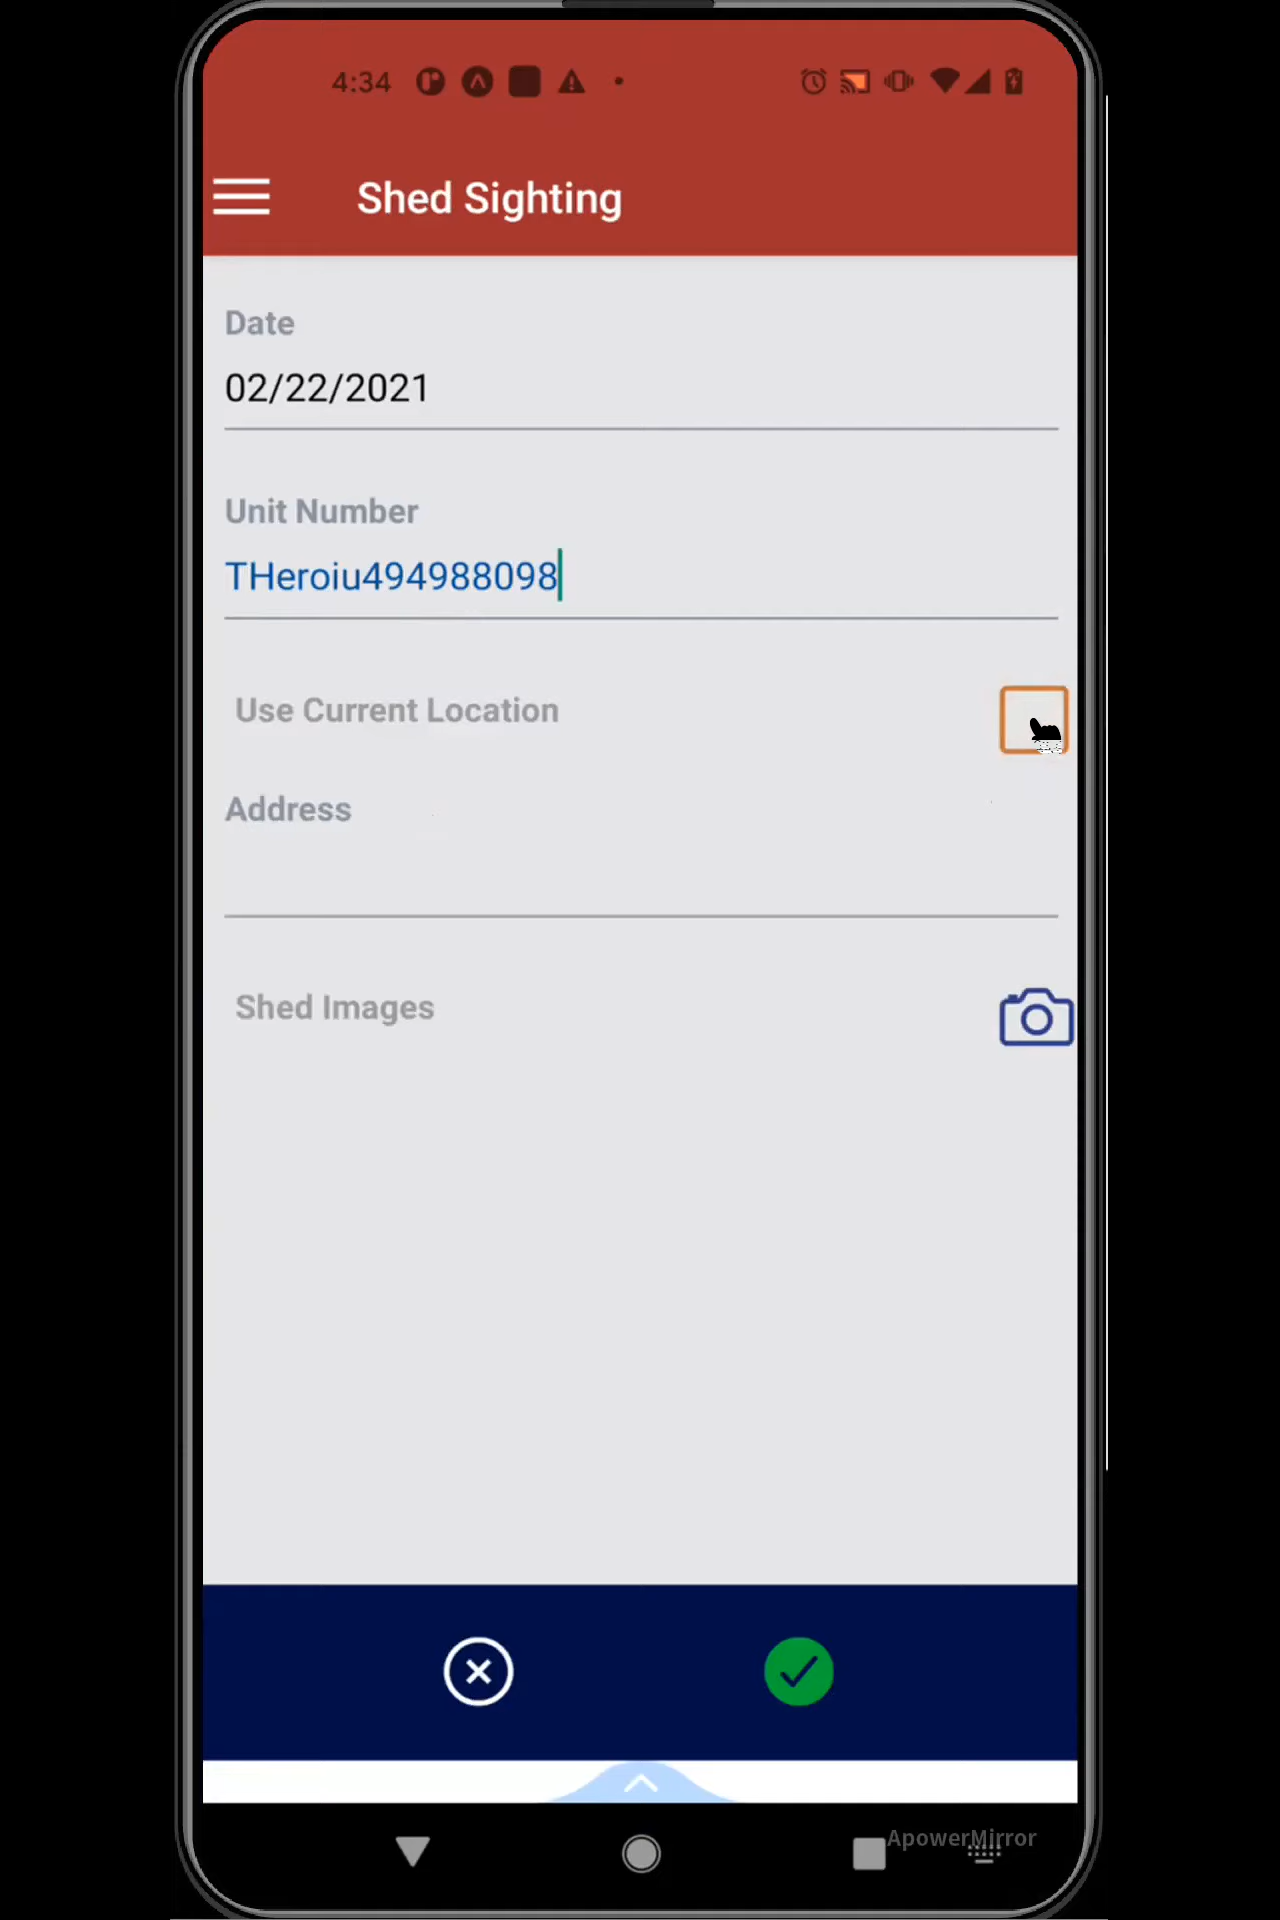 4:34
Shed Sighting
Date
02/22/2021
Unit Number
THeroiu494988098
Use Current Location
Address
Shed Images
ApowerMirror